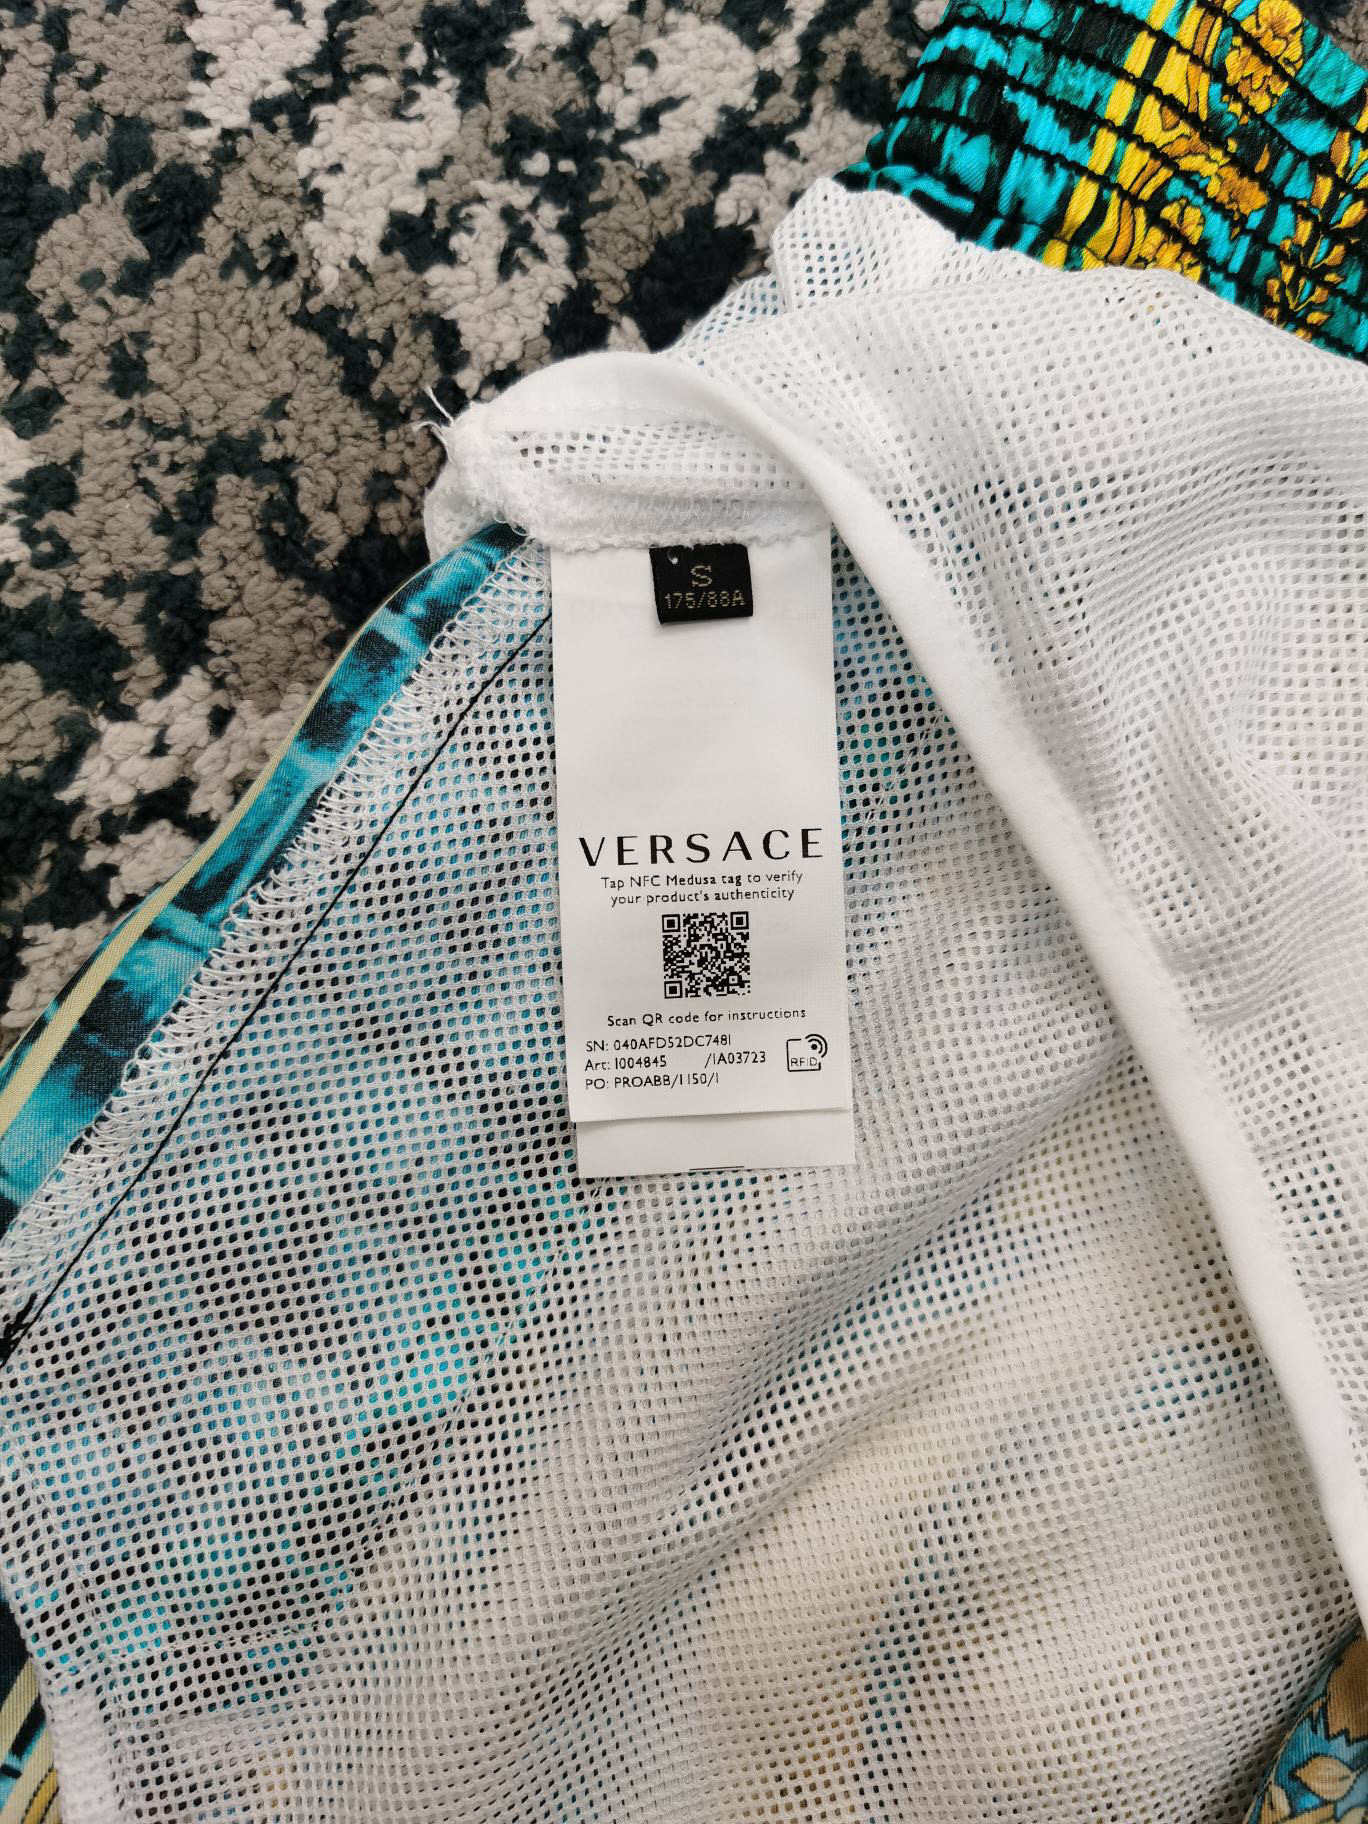 S
175/88A
VERSACE
Tap NFC Medusa tag to verify
your product's authenticity
Scan QR code for instructions
SN: 040AFD52DC7481
Art: 1004845 /1A03723
PO: PROABB/1150/1
RFID